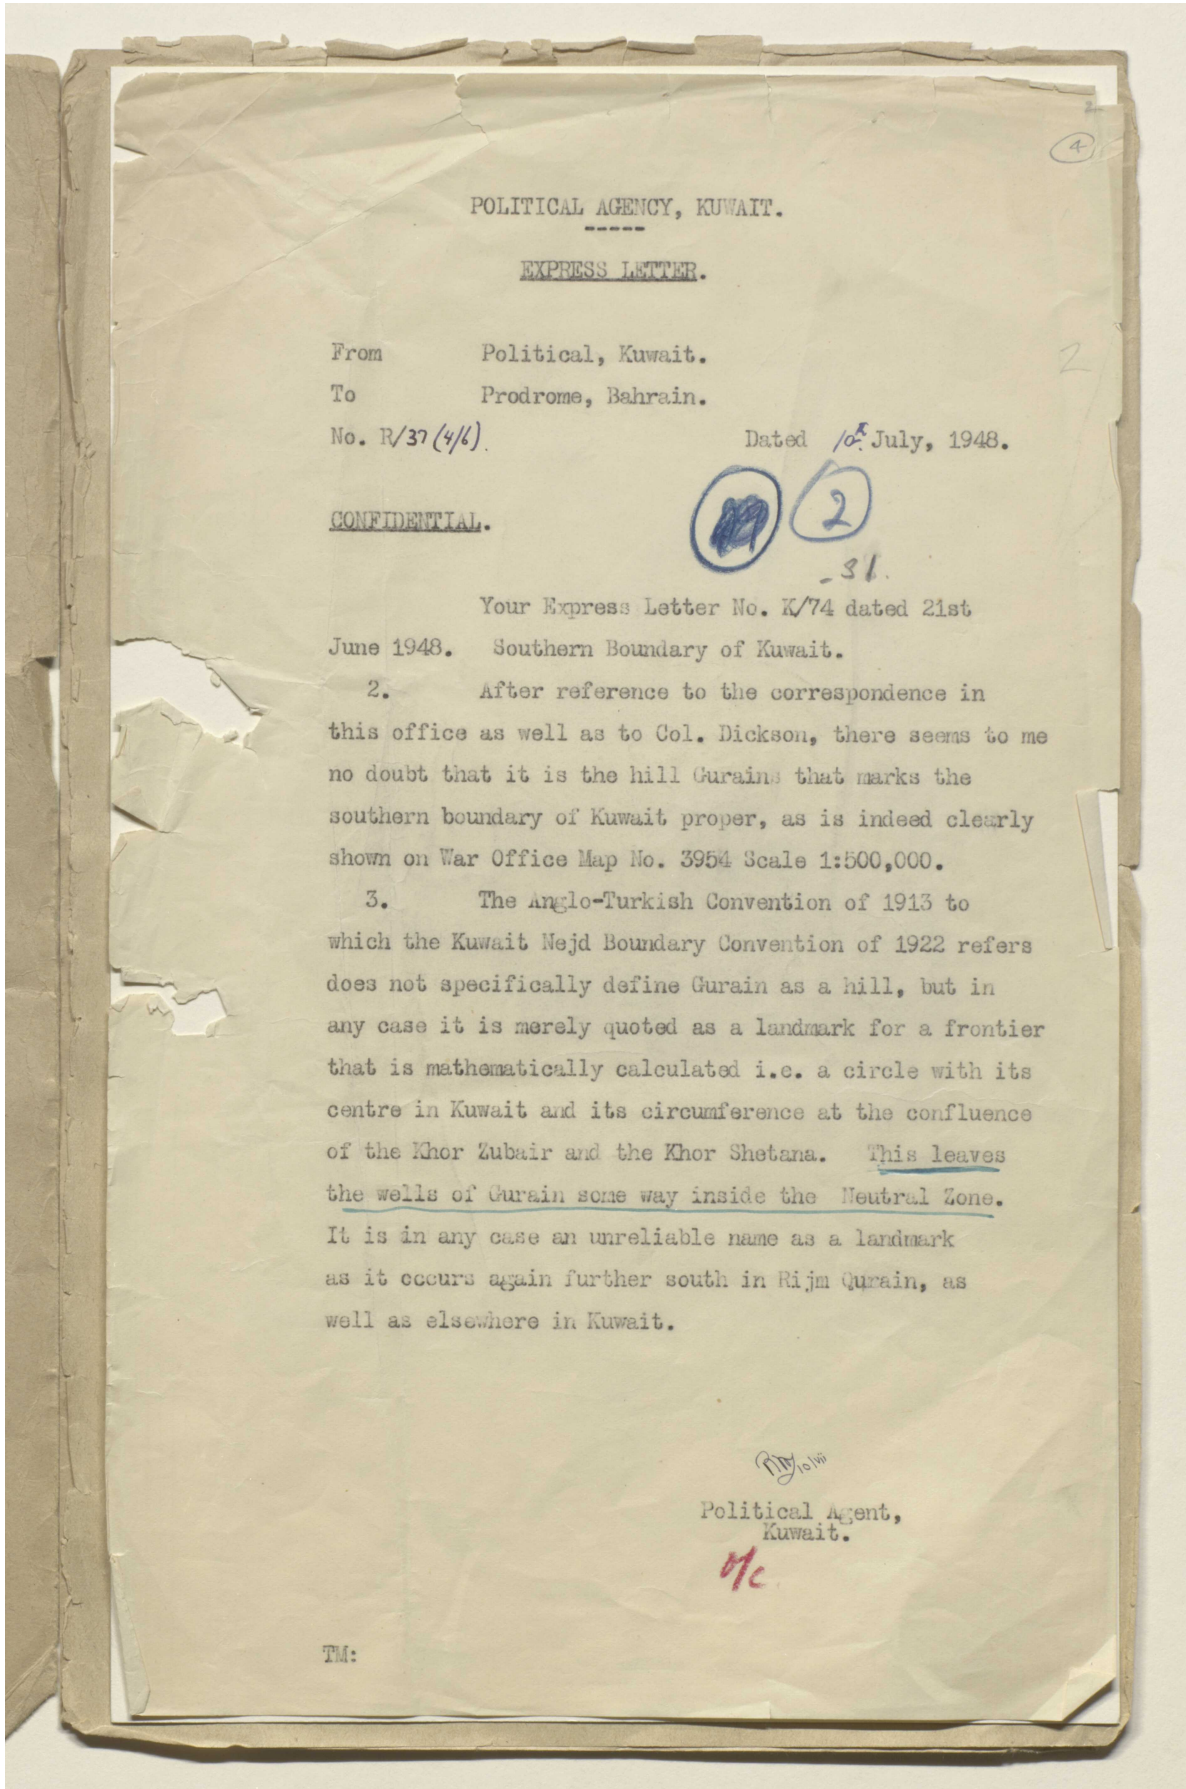 2
4
POLITICAL AGENCY, KUWAIT.
-----
EXPRESS LETTER.
2
From Political, Kuwait.
To Prodrome, Bahrain.
No. R/37 (4/6). Dated 10th July, 1948.
2
CONFIDENTIAL.
- 31.
Your Express Letter No. K/74 dated 21st
June 1948. Southern Boundary of Kuwait.
2. After reference to the correspondence in
this office as well as to Col. Dickson, there seems to me
no doubt that it is the hill Gurains that marks the
southern boundary of Kuwait proper, as is indeed clearly
shown on War Office Map No. 3954 Scale 1:500,000.
3. The Anglo-Turkish Convention of 1913 to
which the Kuwait Nejd Boundary Convention of 1922 refers
does not specifically define Gurain as a hill, but in
any case it is merely quoted as a landmark for a frontier
that is mathematically calculated i.e. a circle with its
centre in Kuwait and its circumference at the confluence
of the Khor Zubair and the Khor Shetana. This leaves
the wells of Gurain some way inside the Neutral Zone.
It is in any case an unreliable name as a landmark
as it occurs again further south in Rijm Qurain, as
well as elsewhere in Kuwait.
10/vii
Political Agent,
Kuwait.
o/c
TM: